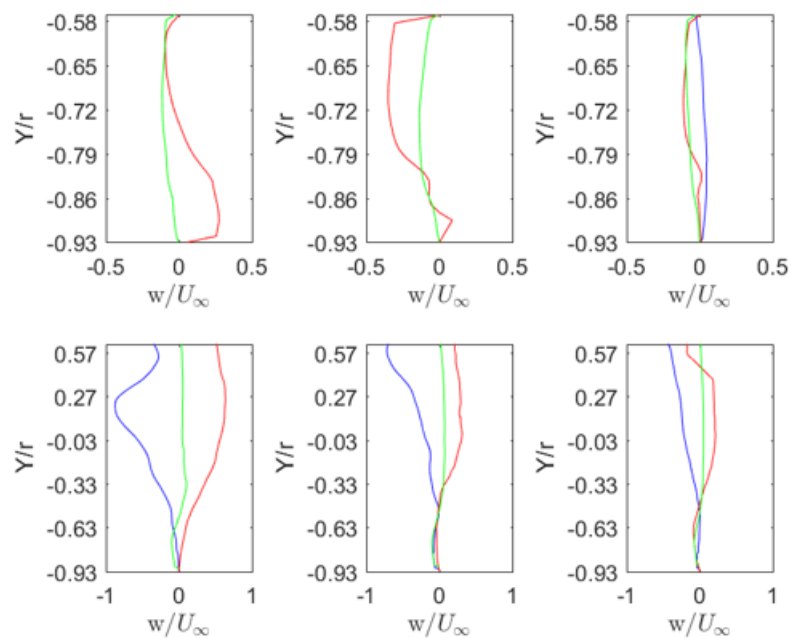 -0.58 -0.58 -0.58
-0.65 -0.65 -0.65
-0.72 -0.72 -0.72
-0.79 -0.79 -0.79
-0.86 -0.86 -0.86
-0.93 -0.93 -0.93
Y/r Y/r Y/r
-0.5 0 0.5 -0.5 0 0.5 -0.5 0 0.5
w/U∞ w/U∞ w/U∞
0.57 0.57 0.57
0.27 0.27 0.27
-0.03 -0.03 -0.03
-0.33 -0.33 -0.33
-0.63 -0.63 -0.63
-0.93 -0.93 -0.93
Y/r Y/r Y/r
-1 0 1 -1 0 1 -1 0 1
w/U∞ w/U∞ w/U∞